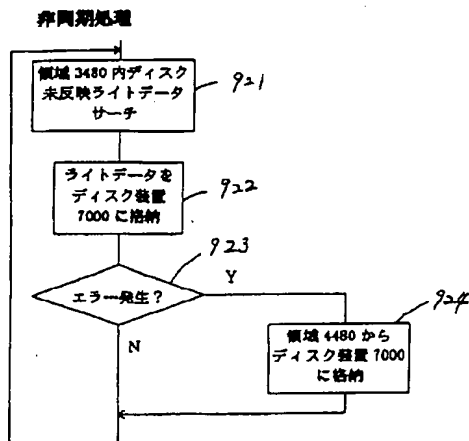 非同期処理
領域 3480 内ディスク
未反映ライトデータ
サーチ
921
ライトデータを
ディスク装置
7000 に格納
922
923
エラー発生？
Y
N
924
領域 4480 から
ディスク装置 7000
に格納